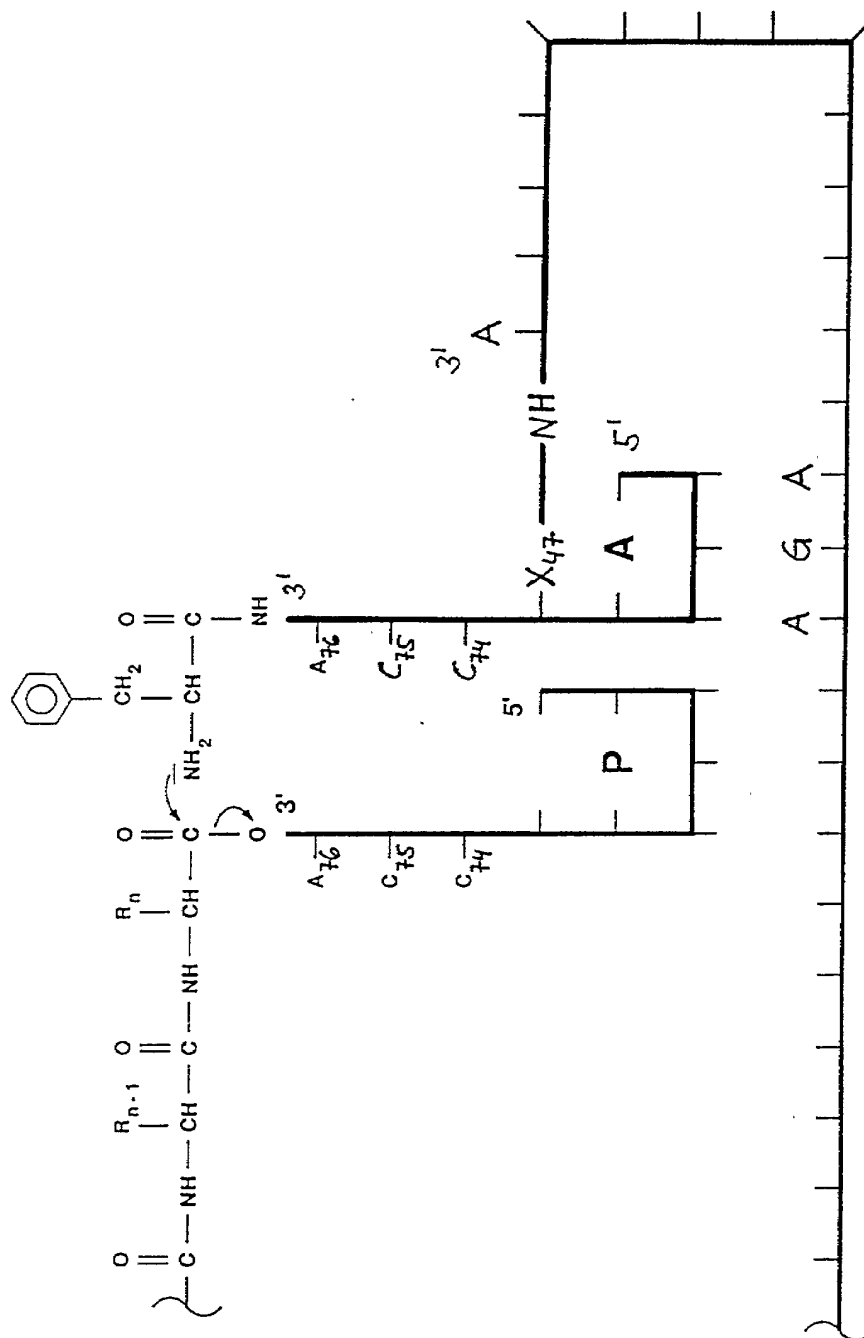 O R n-1 O R n O CH2 O
C — NH — CH — C — NH — CH — C NH2 — CH — C
O NH
3' 3'
A76 A76
C75 C75
C74 C74 3'
A
5'
X47 — NH
P A 5'
A G A